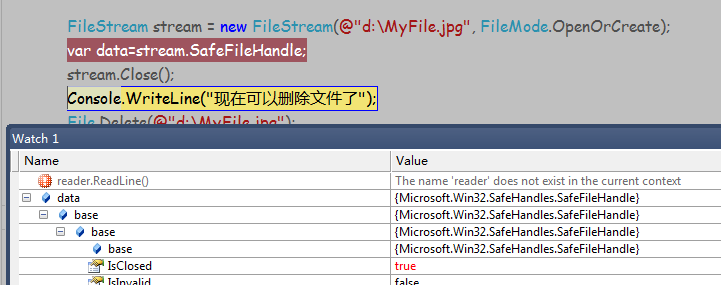 FileStream stream = new FileStream(@"d:\MyFile.jpg", FileMode.OpenOrCreate);
var data=stream.SafeFileHandle;
stream.Close();
Console.WriteLine("现在可以删除文件了");
File.Delete(@"d:\MyFile.jpg");
Watch 1
Name Value
reader.ReadLine() The name 'reader' does not exist in the current context
data {Microsoft.Win32.SafeHandles.SafeFileHandle}
base {Microsoft.Win32.SafeHandles.SafeFileHandle}
base {Microsoft.Win32.SafeHandles.SafeFileHandle}
base {Microsoft.Win32.SafeHandles.SafeFileHandle}
IsClosed true
IsInvalid false